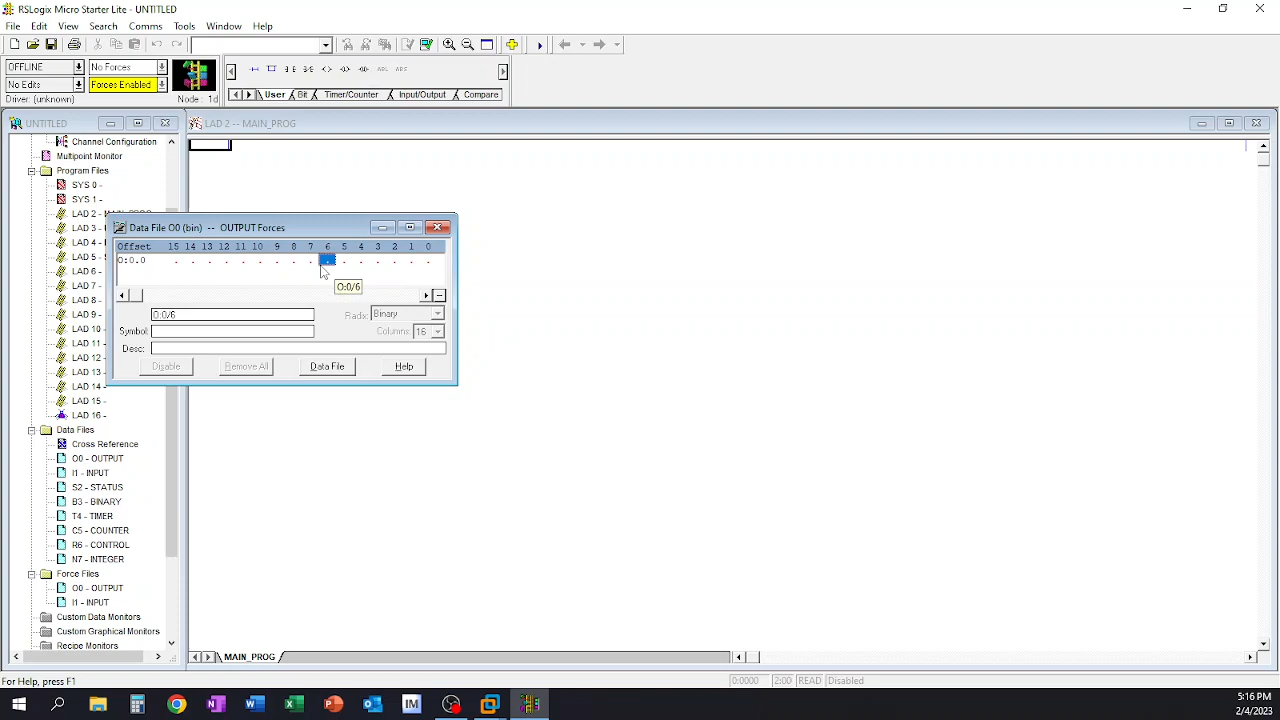 RSLogix Micro Starter Lite - UNTITLED
File Edit View Search Comms Tools Window Help
OFFLINE No Forces
No Edits Forces Enabled
Driver: (unknown) Node : 1d
User Bit Timer/Counter Input/Output Compare
UNTITLED
Channel Configuration
Multipoint Monitor
Program Files
SYS 0 -
SYS 1 -
LAD 2 - MAIN_PROG
LAD 3 -
LAD 4 -
LAD 5 -
LAD 6 -
LAD 7 -
LAD 8 -
LAD 9 -
LAD 10 -
LAD 11 -
LAD 12 -
LAD 13 -
LAD 14 -
LAD 15 -
LAD 16 -
Data Files
Cross Reference
O0 - OUTPUT
I1 - INPUT
S2 - STATUS
B3 - BINARY
T4 - TIMER
C5 - COUNTER
R6 - CONTROL
N7 - INTEGER
Force Files
O0 - OUTPUT
I1 - INPUT
Custom Data Monitors
Custom Graphical Monitors
Recipe Monitors
LAD 2 -- MAIN_PROG
Data File O0 (bin) -- OUTPUT Forces
Offset 15 14 13 12 11 10 9 8 7 6 5 4 3 2 1 0
O:0.0 . . . . . . . . . . . . . . . .
O:0/6
O:0/6 Radix: Binary
Symbol: Columns: 16
Desc:
Disable Remove All Data File Help
MAIN_PROG
For Help, press F1
0:0000 2:00 READ Disabled
5:16 PM
2/4/2023